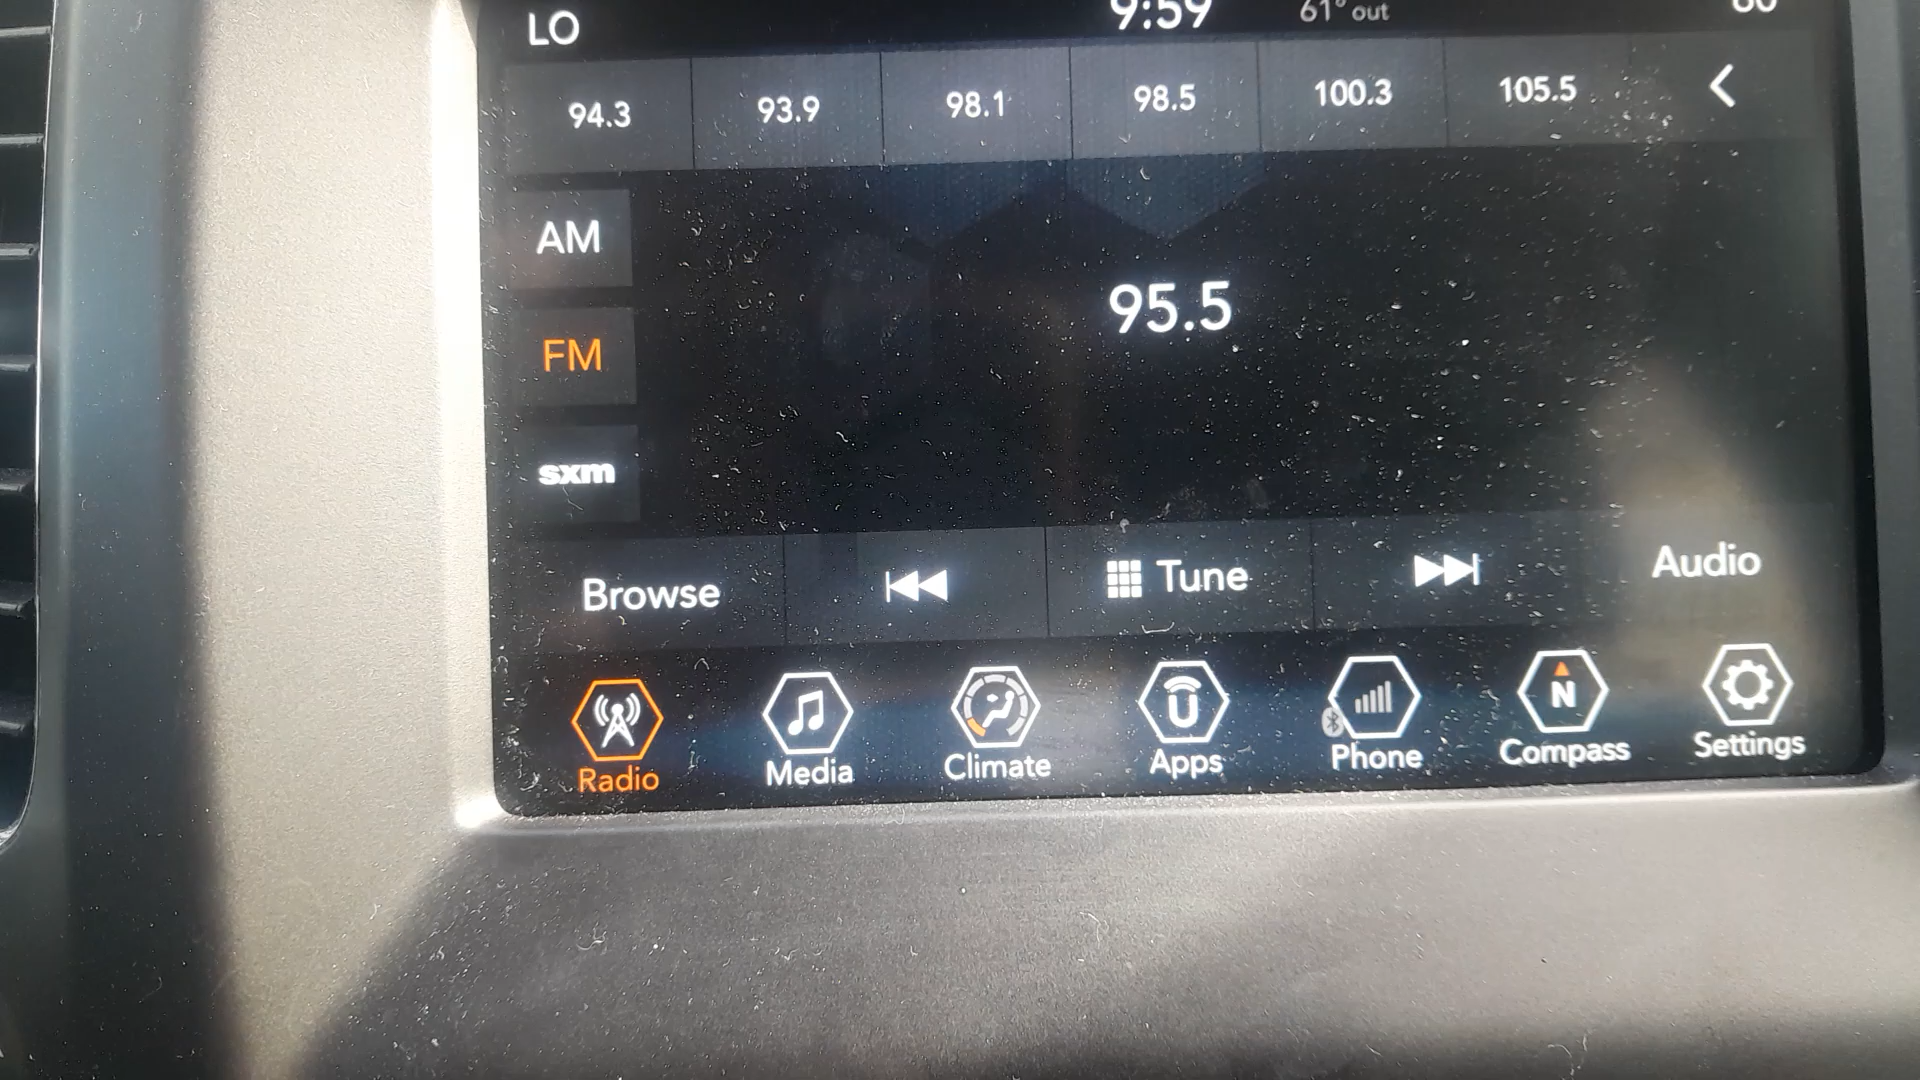 LO 9:59 61° out 60
94.3 93.9 98.1 98.5 100.3 105.5
AM
95.5
FM
sxm
Browse Tune Audio
N
Radio Media Climate Apps Phone Compass Settings